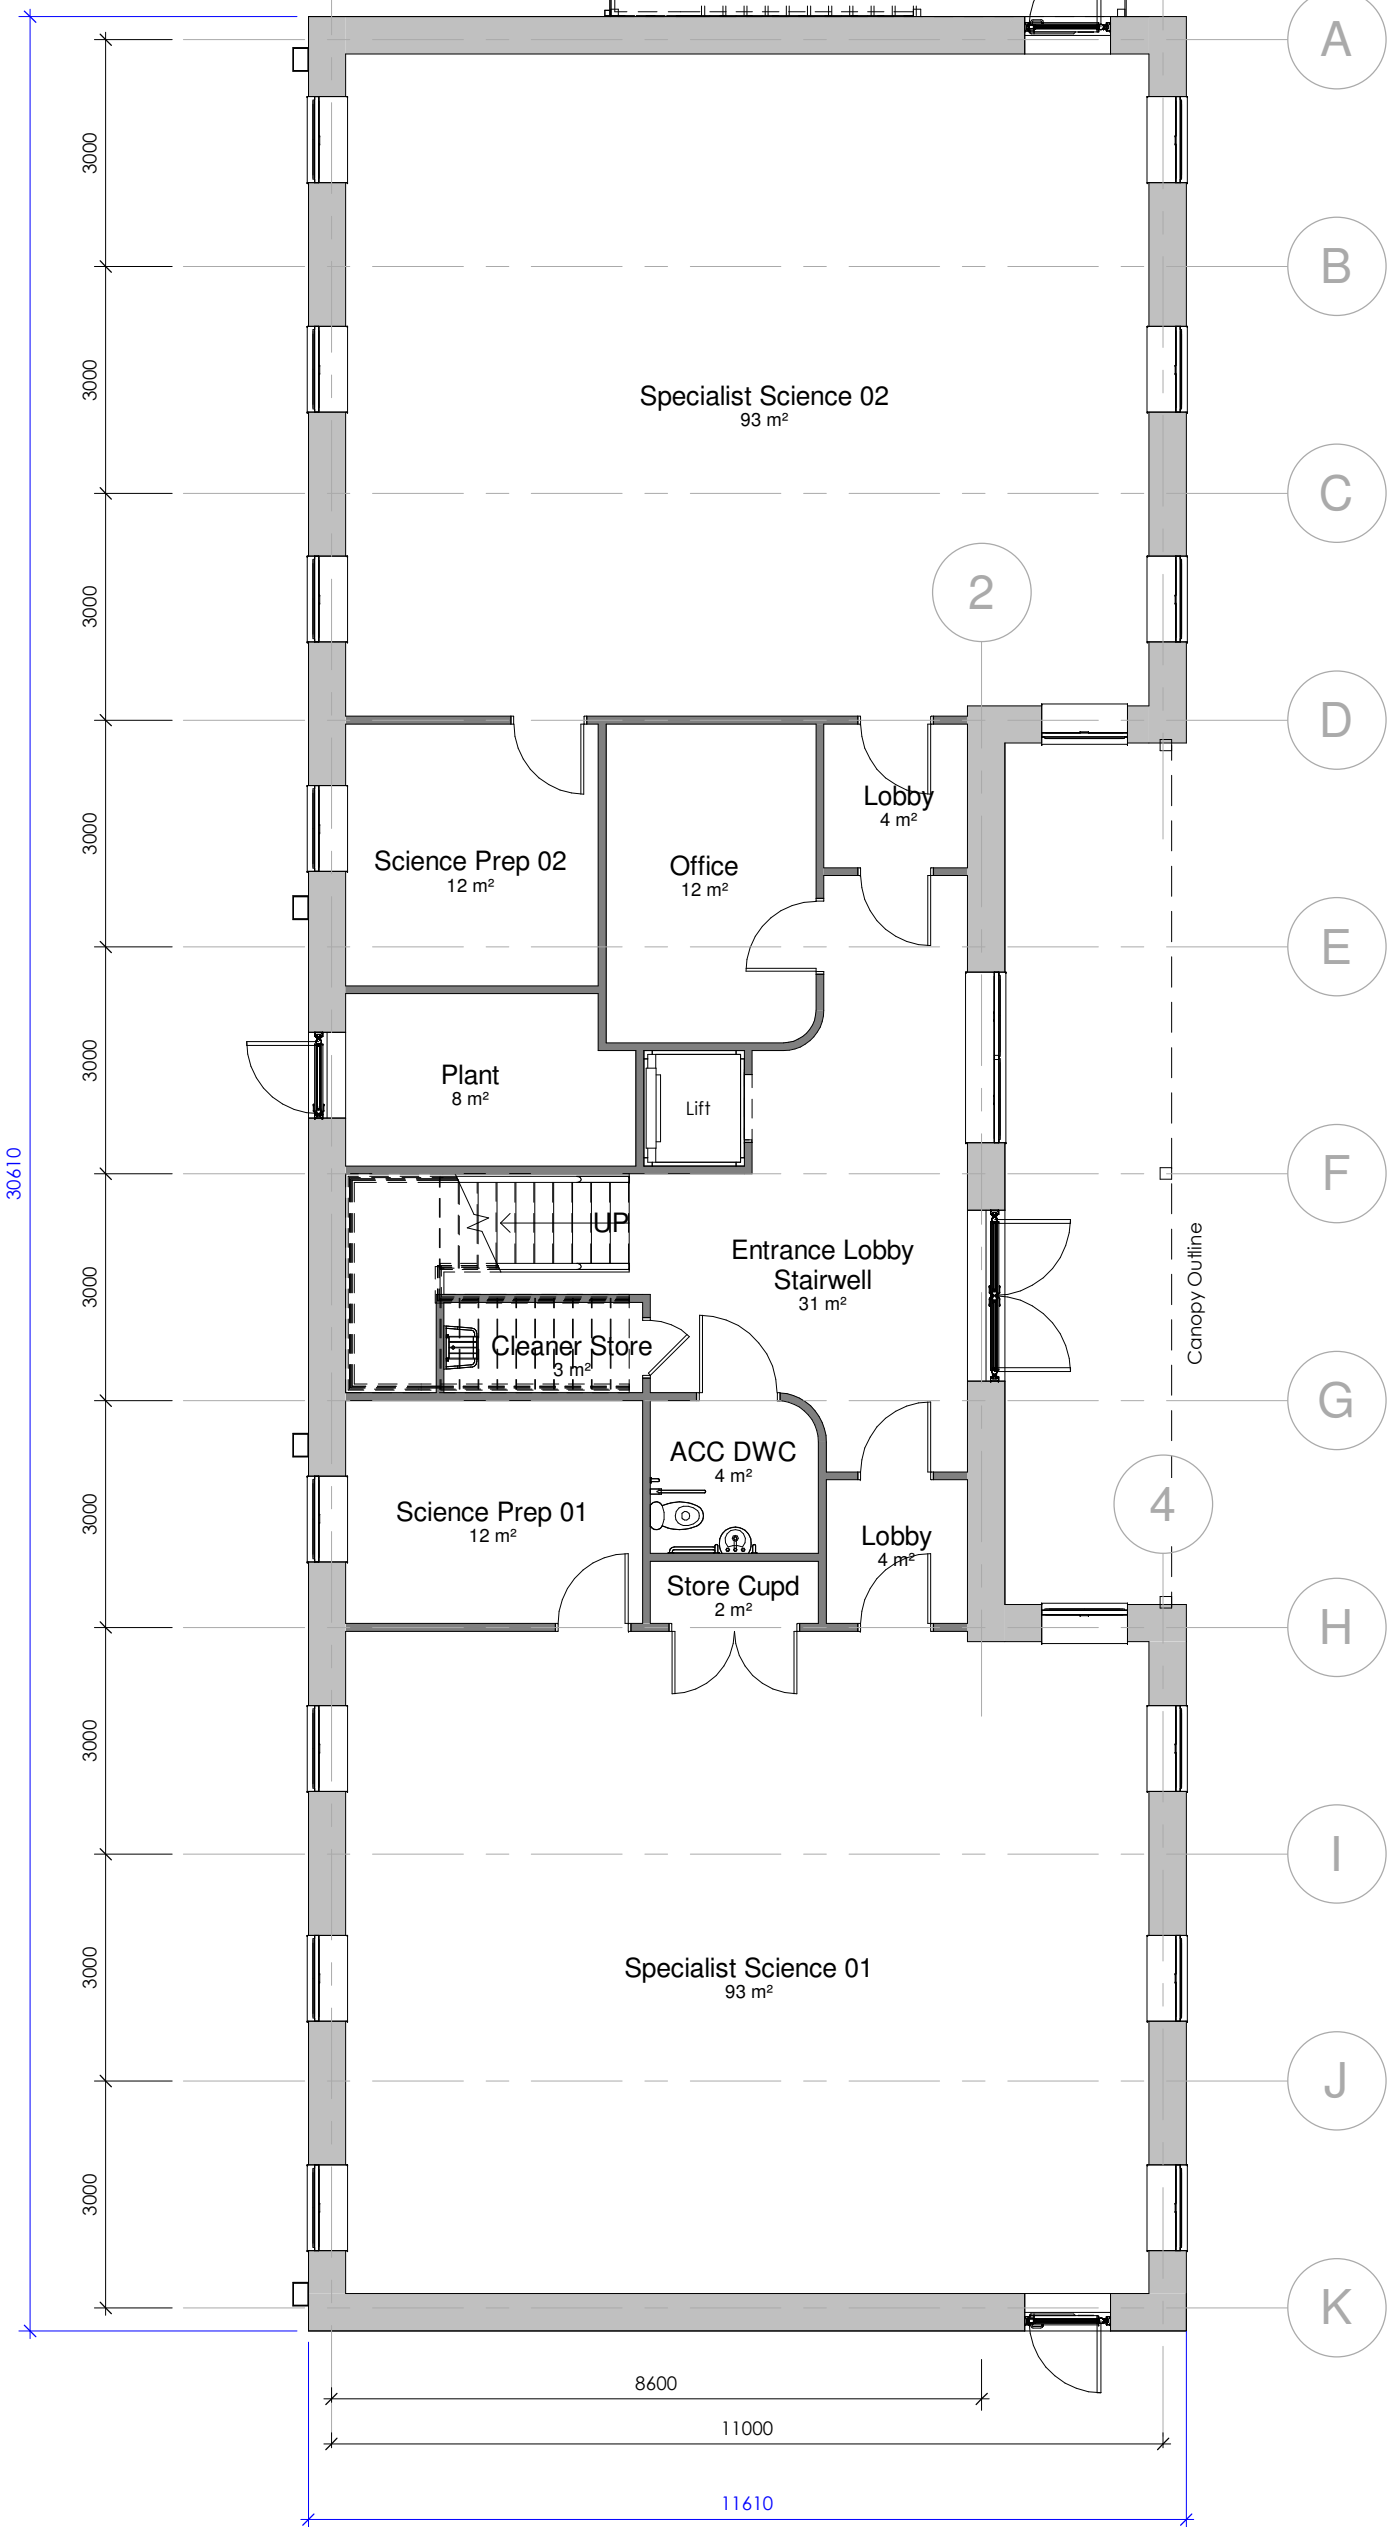 A
3000
B
3000
Specialist Science 02
93 m²
C
3000
2
D
3000
Lobby
4 m²
Science Prep 02
12 m²
Office
12 m²
E
3000
Plant
8 m²
Lift
30610
F
UP
3000
Entrance Lobby
Stairwell
31 m²
Canopy Outline
Cleaner Store
3 m²
G
ACC DWC
4 m²
4
3000
Science Prep 01
12 m²
Lobby
4 m²
Store Cupd
2 m²
H
3000
I
3000
Specialist Science 01
93 m²
J
3000
K
8600
11000
11610